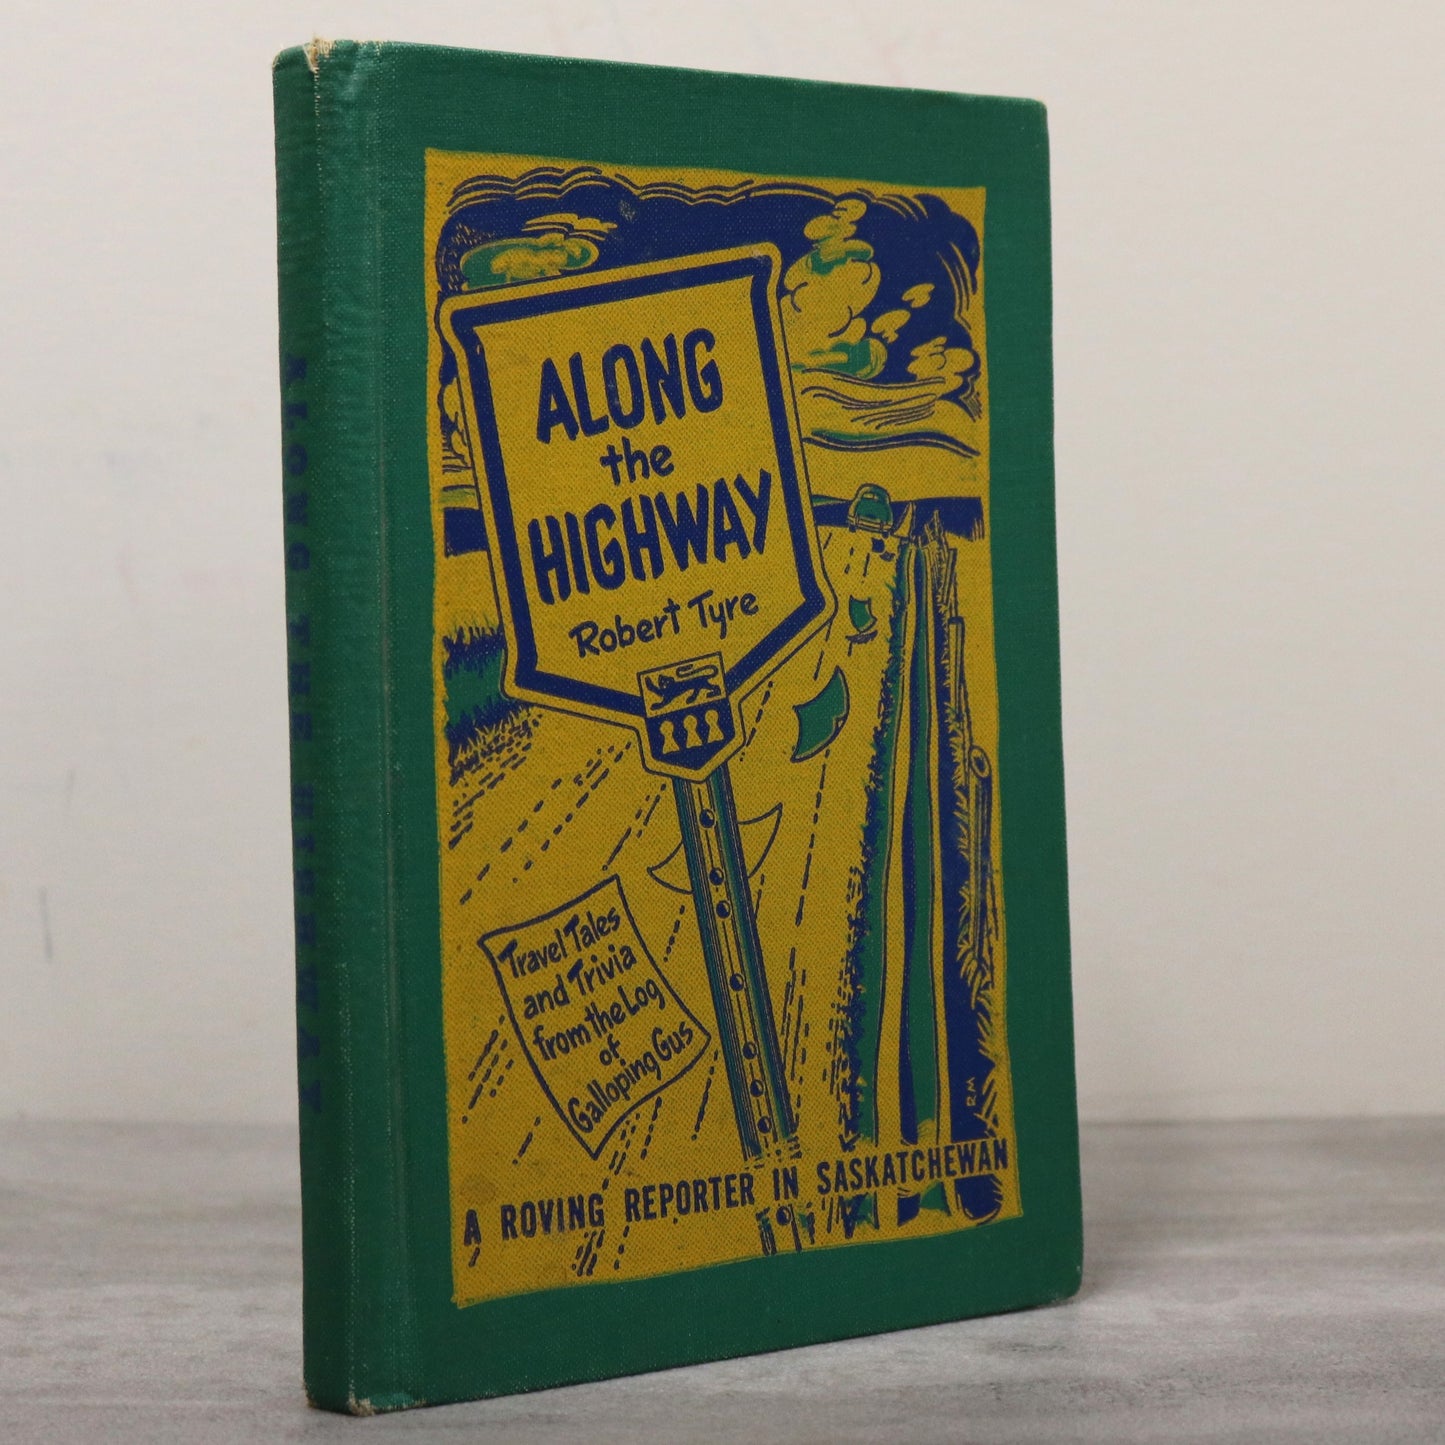 ALONG THE HIGHWAY
ALONG
the
HIGHWAY
Robert Tyre
Travel Tales
and Trivia
from the Log
of
Galloping Gus
RM
A ROVING REPORTER IN SASKATCHEWAN